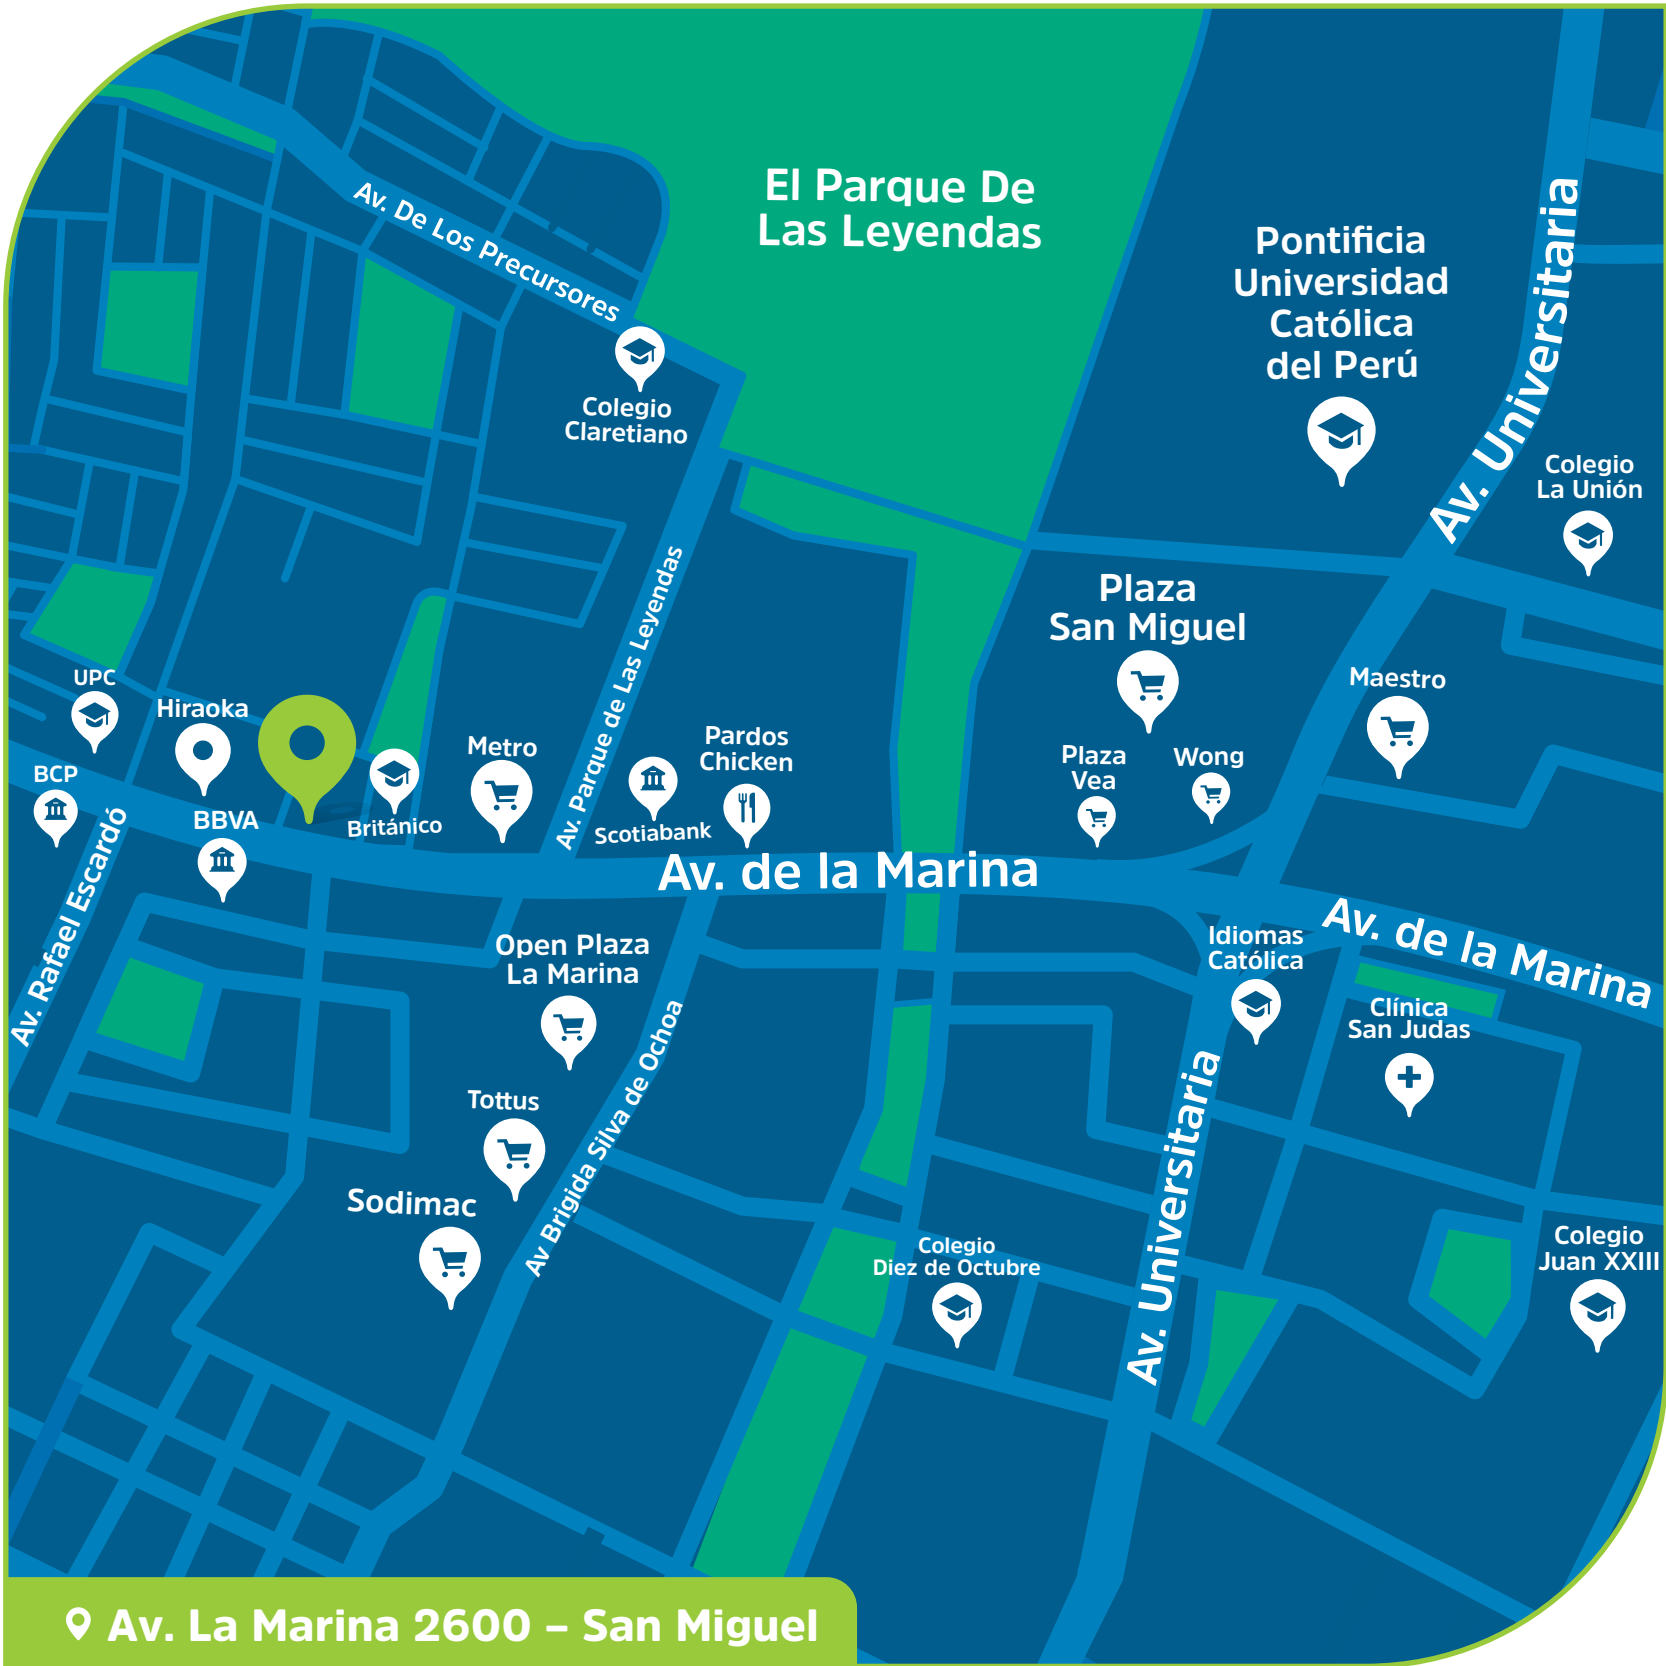 El Parque De
Las Leyendas
Av. De Los Precursores
Pontificia
Universidad
Católica
del Perú
Av. Universitaria
Colegio
Claretiano
Colegio
La Unión
Av. Parque de Las Leyendas
Plaza
San Miguel
Maestro
UPC
Hiraoka
Metro
Pardos
Chicken
Plaza
Vea
Wong
BCP
BBVA
Británico
Scotiabank
Av. Rafael Escardó
Av. de la Marina
Av. de la Marina
Open Plaza
La Marina
Idiomas
Católica
Clínica
San Judas
Av Brigida Silva de Ochoa
Tottus
Av. Universitaria
Sodimac
Colegio
Diez de Octubre
Colegio
Juan XXIII
Av. La Marina 2600 – San Miguel